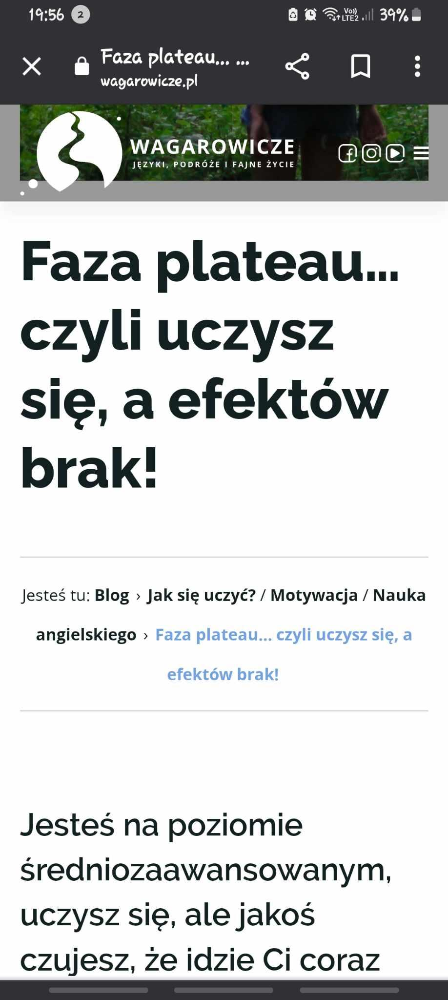 19:56 2 Vo)) LTE2 39%
Faza plateau... ...
wagarowicze.pl
WAGAROWICZE
JĘZYKI, PODRÓŻE I FAJNE ŻYCIE
Faza plateau...
czyli uczysz
się, a efektów
brak!
Jesteś tu: Blog › Jak się uczyć? / Motywacja / Nauka
angielskiego › Faza plateau... czyli uczysz się, a
efektów brak!
Jesteś na poziomie
średniozaawansowanym,
uczysz się, ale jakoś
czujesz, że idzie Ci coraz